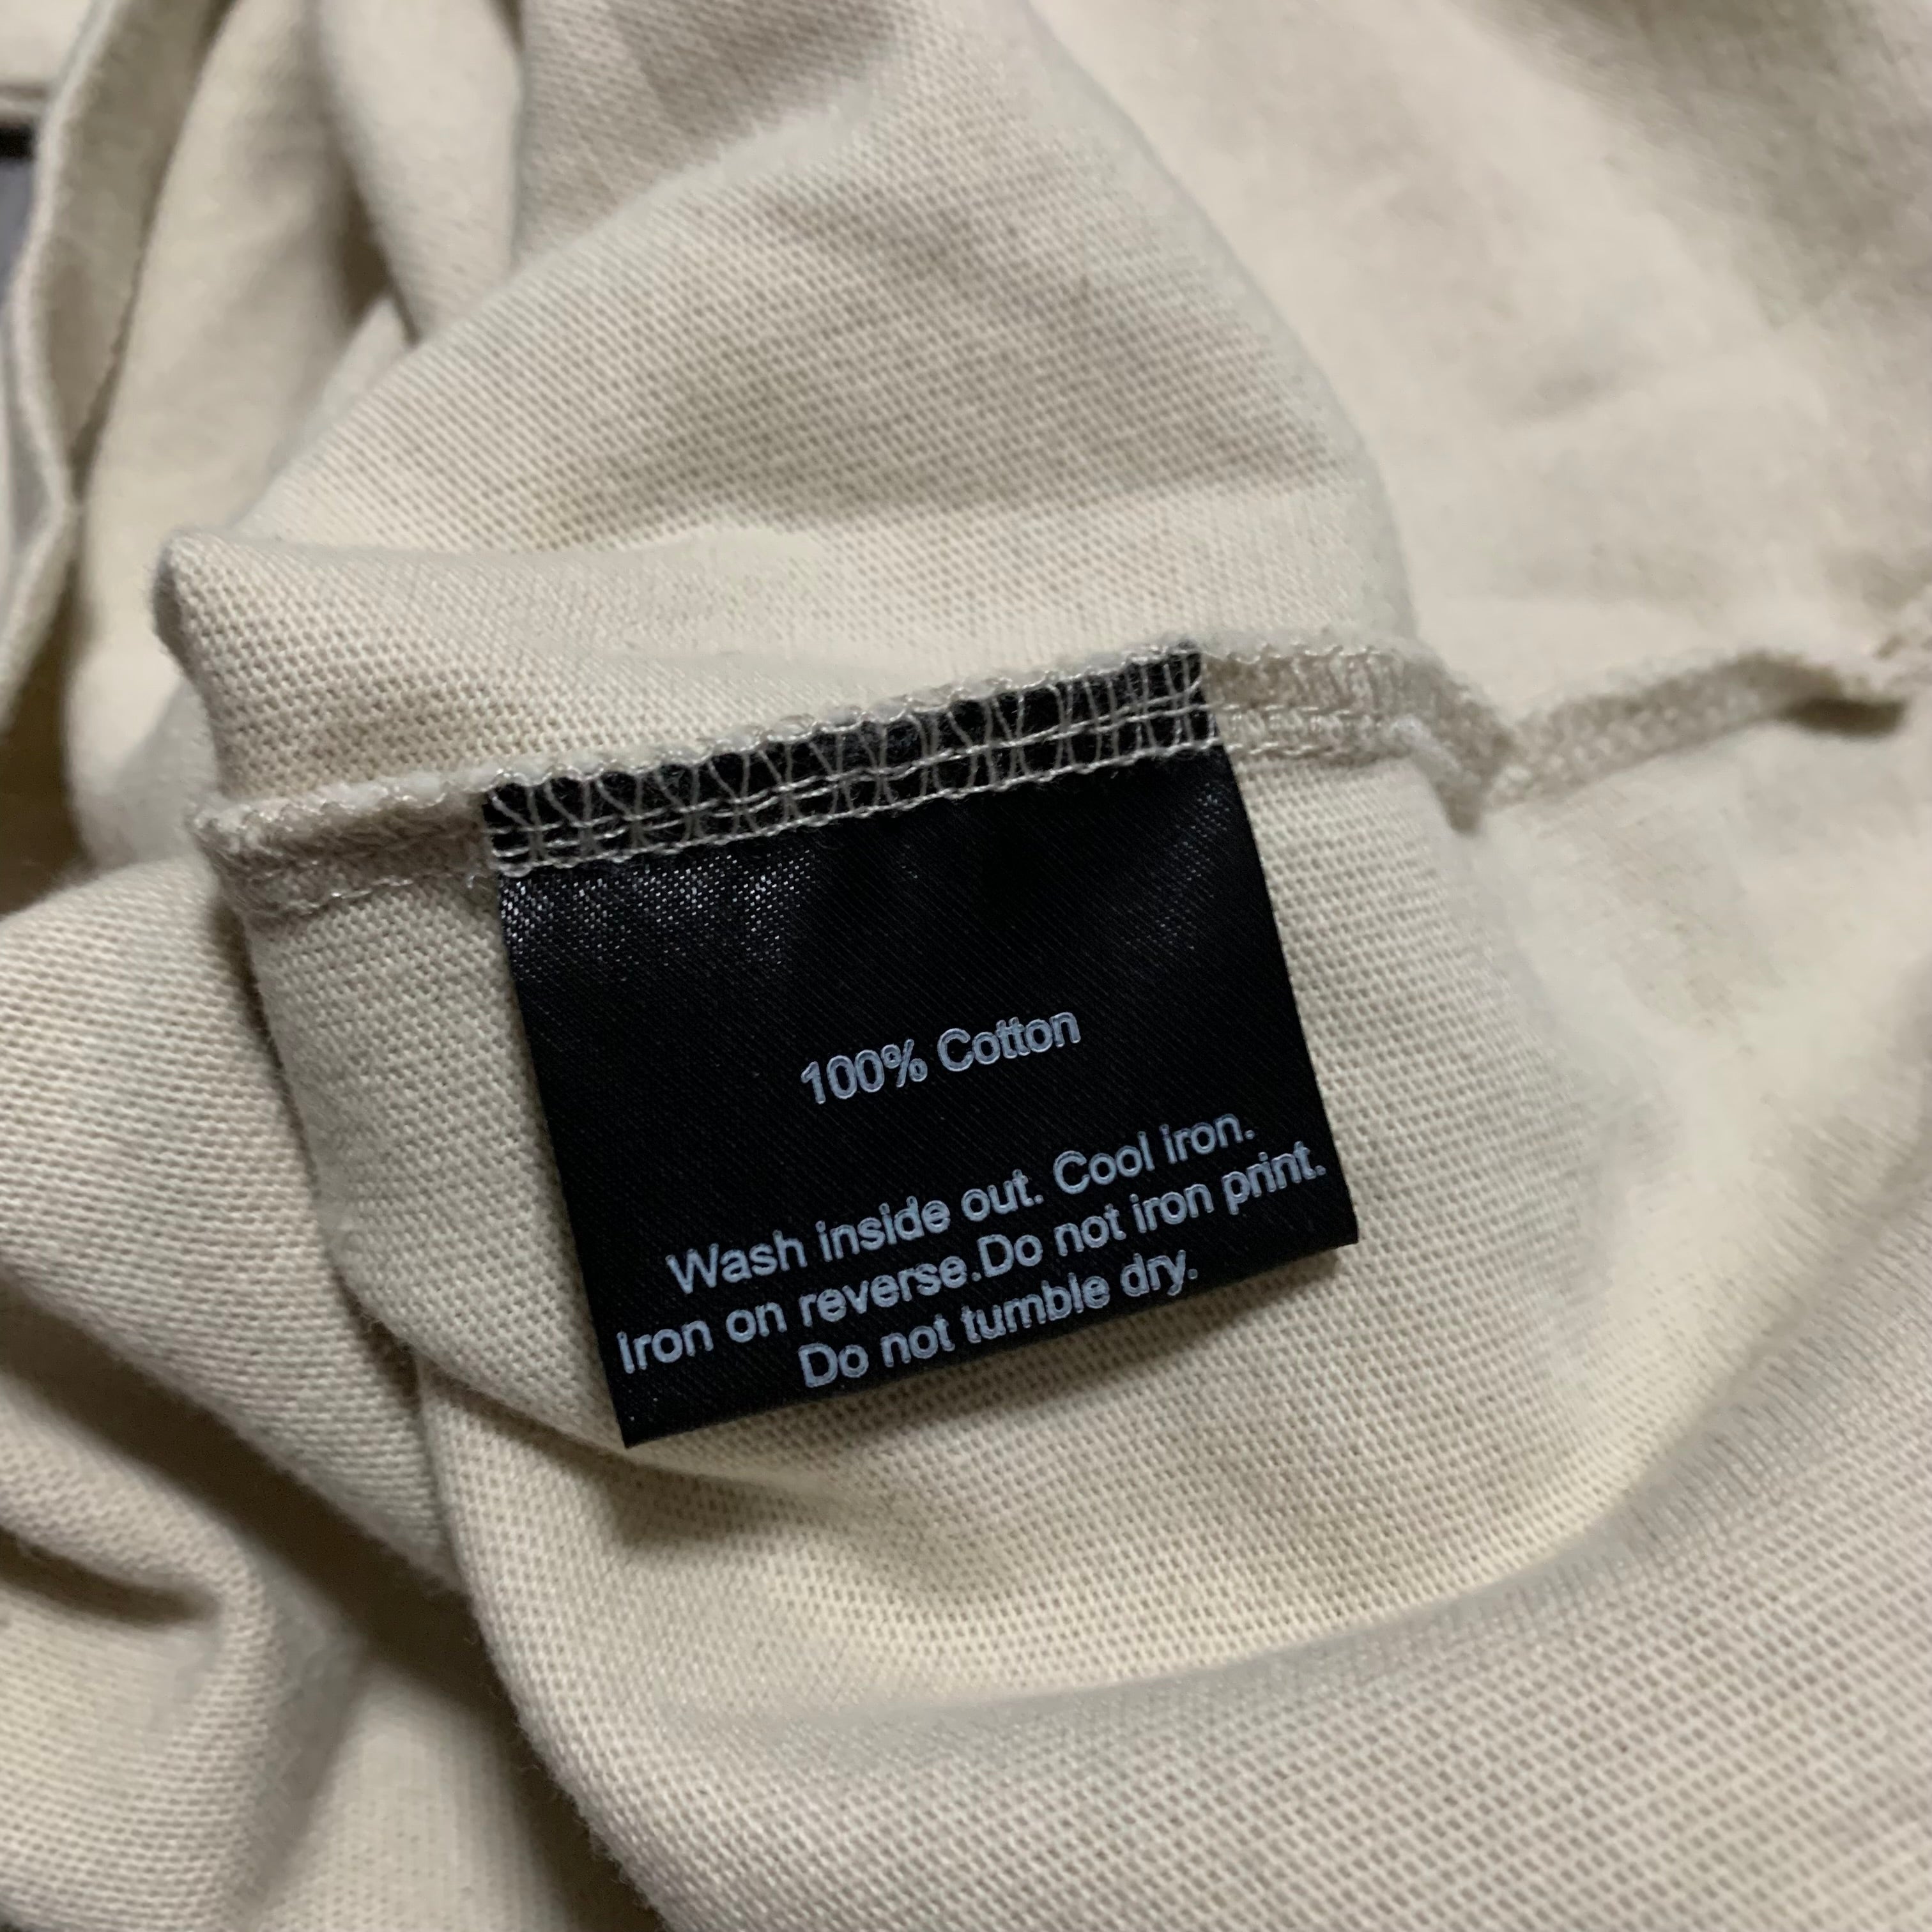 100% Cotton
Wash inside out. Cool iron.
Iron on reverse.Do not iron print.
Do not tumble dry.